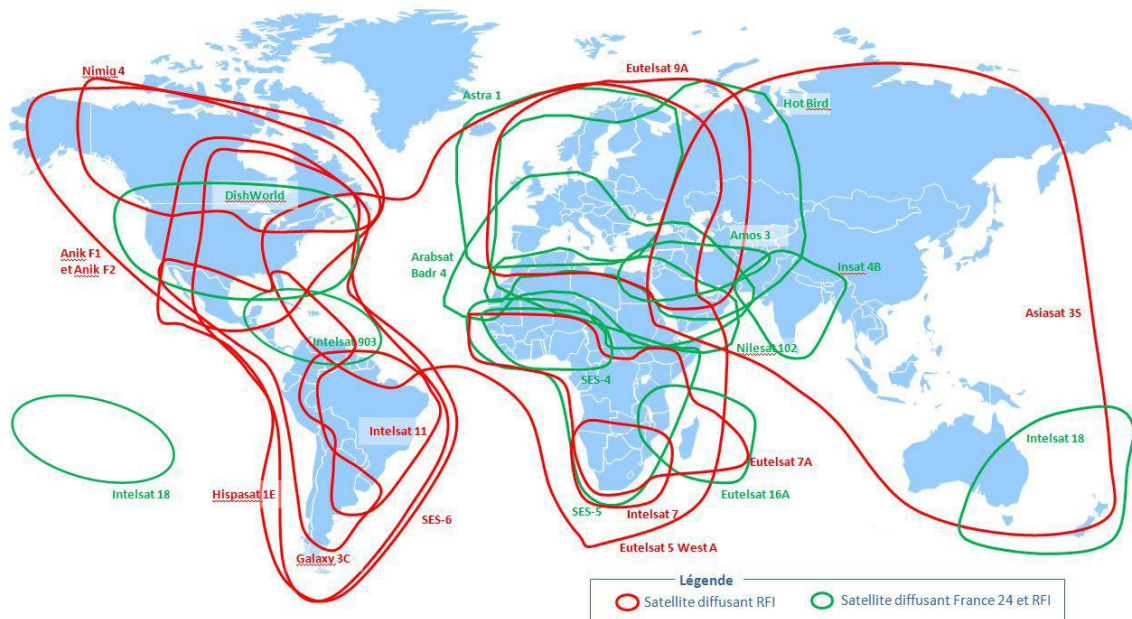 Nimiq 4
Eutelsat 9A
Astra 1
Hot Bird
DishWorld
Amos 3
Anik F1
et Anik F2
Arabsat
Badr 4
Insat 4B
Asiasat 3S
Intelsat 903
Nilesat 102
SES-4
Intelsat 11
Intelsat 18
Eutelsat 7A
Intelsat 18
Hispasat 1E
Eutelsat 16A
SES-6
SES-5
Intelsat 7
Eutelsat 5 West A
Galaxy 3C
Légende
Satellite diffusant RFI
Satellite diffusant France 24 et RFI